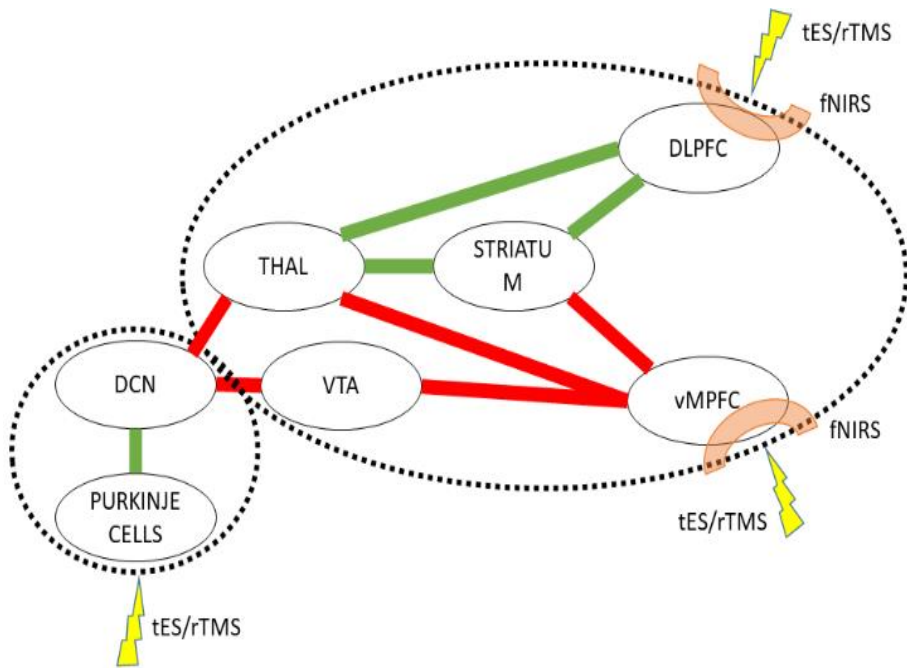 tES/rTMS
fNIRS
DLPFC
THAL
STRIATU
M
DCN
VTA
vMPFC
fNIRS
PURKINJE
CELLS
tES/rTMS
tES/rTMS